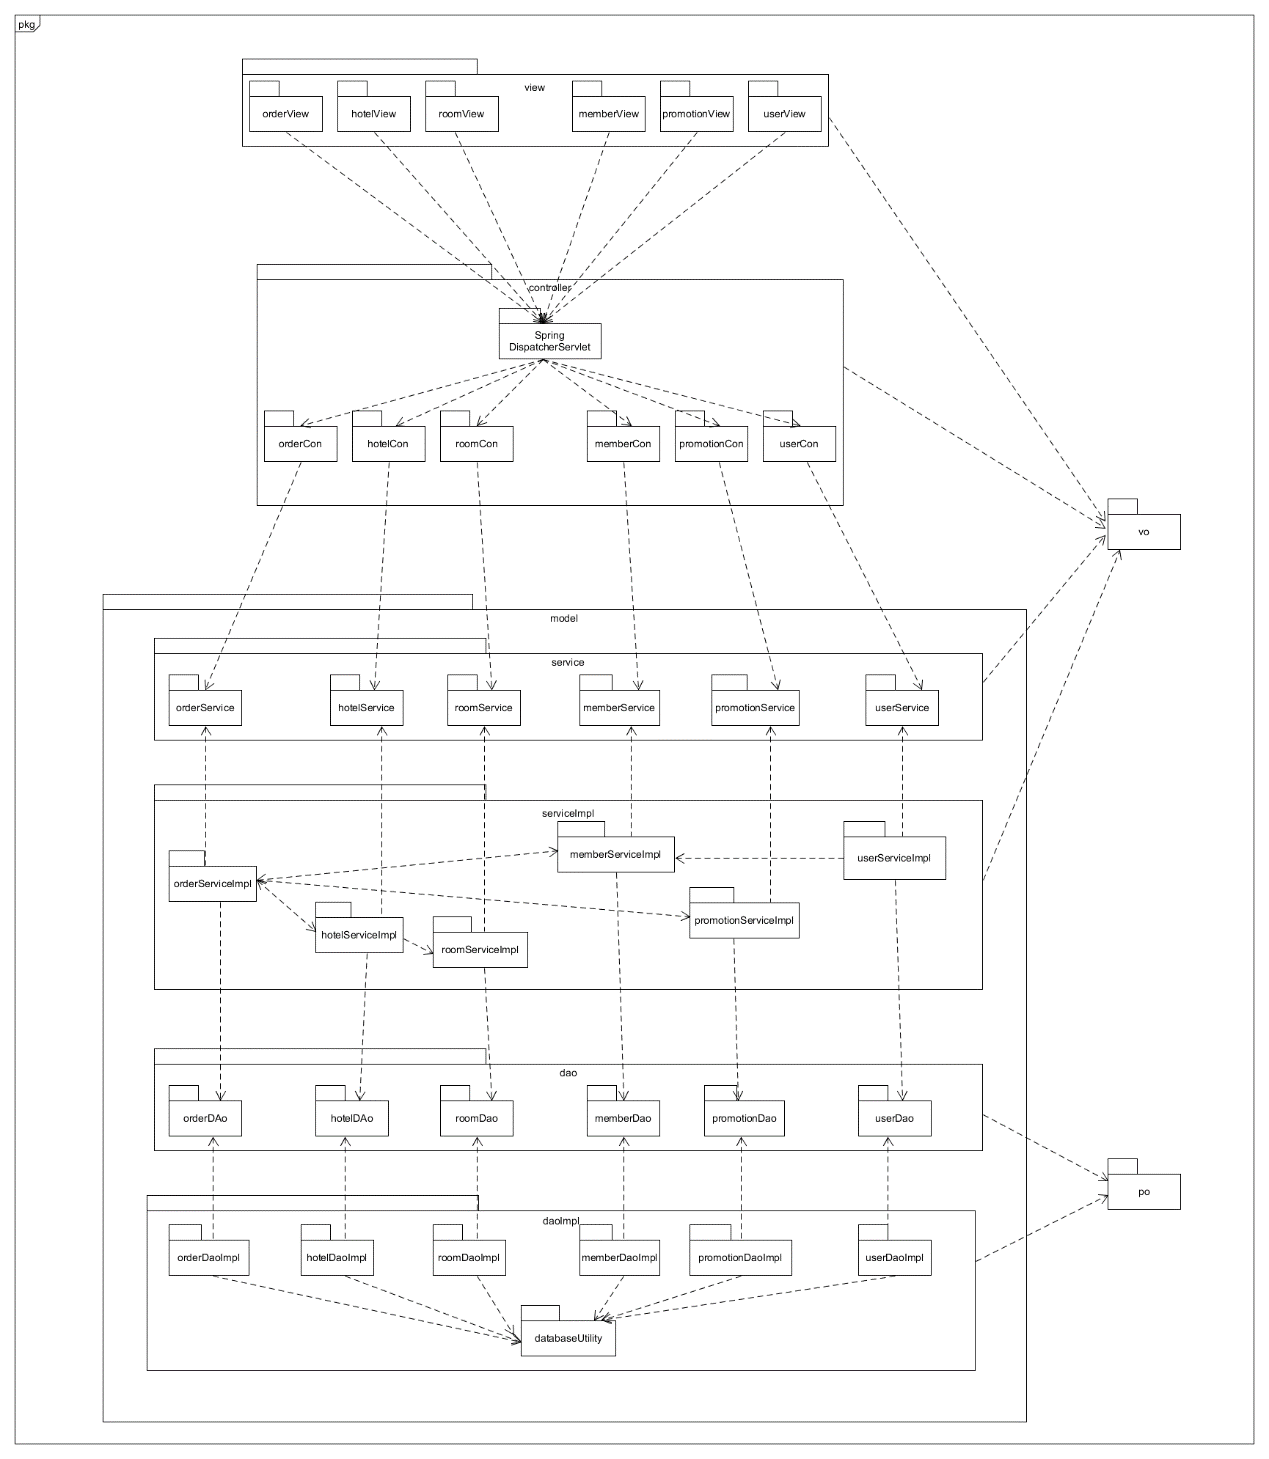 pkg
view
orderView
hotelView
roomView
memberView
promotionView
userView
controller
Spring
DispatcherServlet
orderCon
hotelCon
roomCon
memberCon
promotionCon
userCon
vo
model
service
orderService
hotelService
roomService
memberService
promotionService
userService
serviceImpl
memberServiceImpl
userServiceImpl
orderServiceImpl
promotionServiceImpl
hotelServiceImpl
roomServiceImpl
dao
orderDAo
hotelDAo
roomDao
memberDao
promotionDao
userDao
po
daoImpl
orderDaoImpl
hotelDaoImpl
roomDaoImpl
memberDaoImpl
promotionDaoImpl
userDaoImpl
databaseUtility